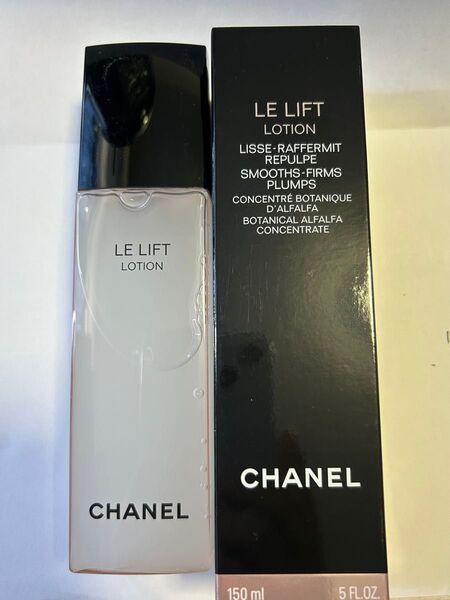 LE LIFT
LOTION
CHANEL
LE LIFT
LOTION
LISSE-RAFFERMIT
REPULPE
SMOOTHS-FIRMS
PLUMPS
CONCENTRÉ BOTANIQUE
D'ALFALFA
BOTANICAL ALFALFA
CONCENTRATE
CHANEL
150 ml 5 FL.OZ.